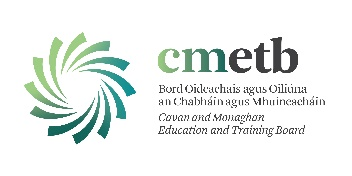 cmetb
Bord Oideachais agus Oiliúna
an Chabháin agus Mhuineacháin
Cavan and Monaghan
Education and Training Board